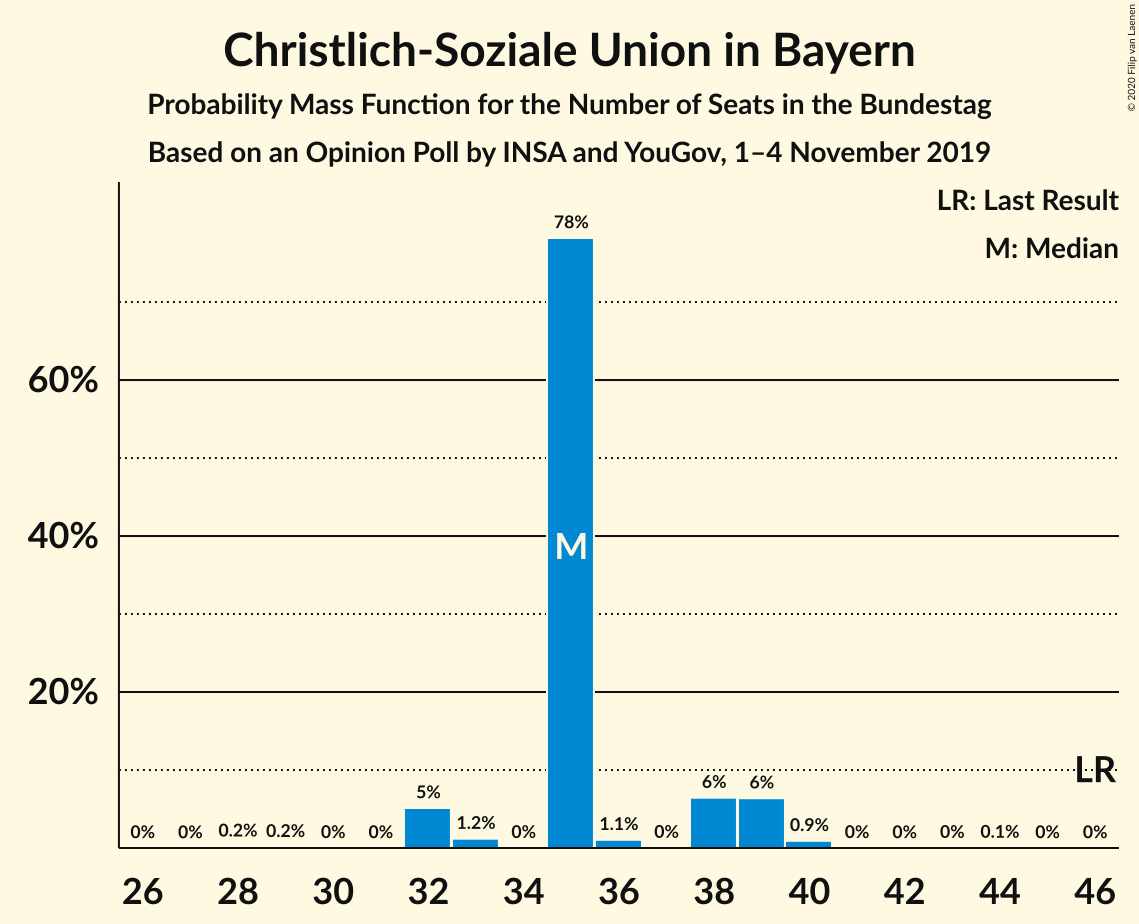 Christlich-Soziale Union in Bayern
Probability Mass Function for the Number of Seats in the Bundestag
Based on an Opinion Poll by INSA and YouGov, 1–4 November 2019
© 2020 Filip van Laenen
LR: Last Result
M: Median
78%
60%
40%
M
20%
LR
0% 0% 0.2% 0.2% 0% 0% 5% 1.2% 0% 1.1% 0% 6% 6% 0.9% 0% 0% 0% 0.1% 0% 0%
26 28 30 32 34 36 38 40 42 44 46